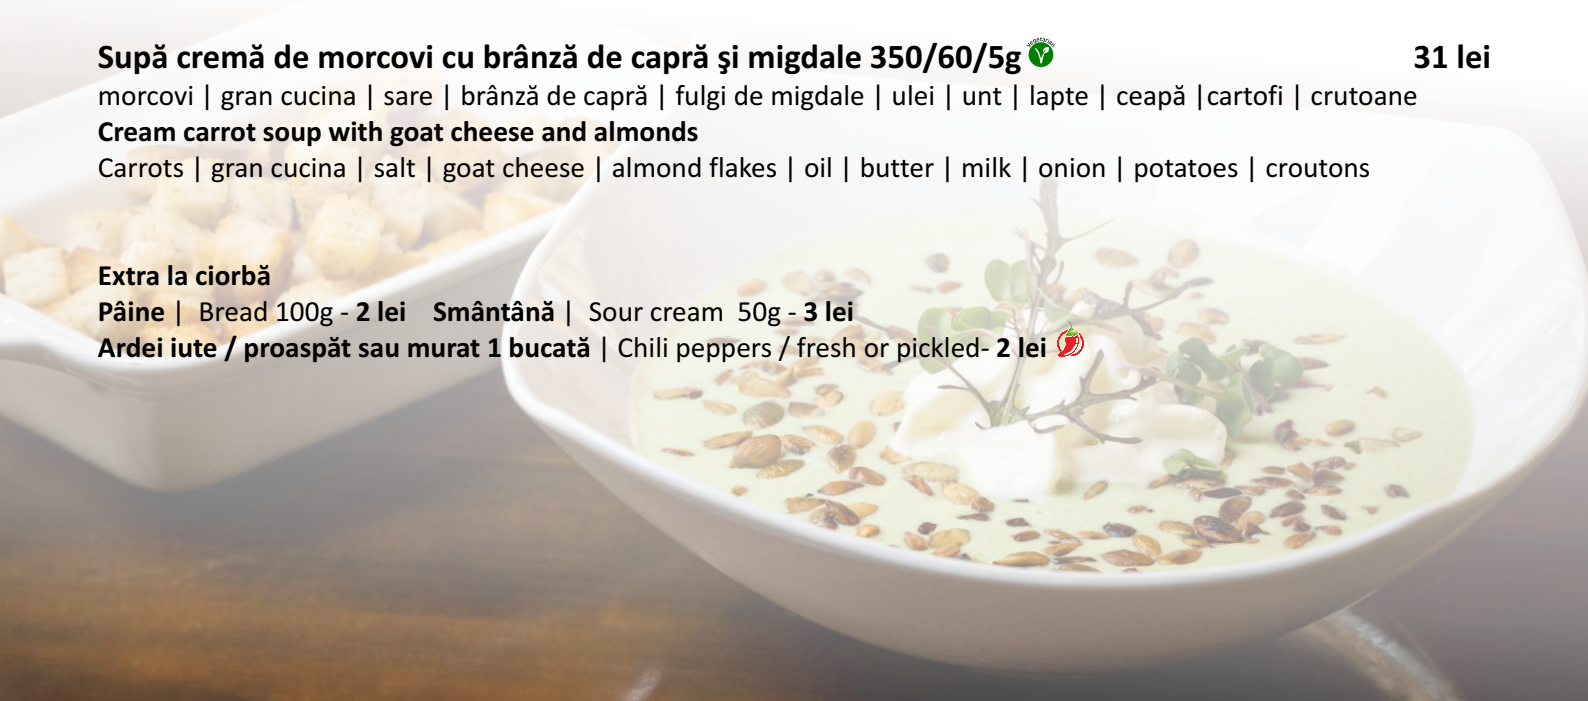 Supă cremă de morcovi cu brânză de capră şi migdale 350/60/5g vegetarian 31 lei
morcovi | gran cucina | sare | brânză de capră | fulgi de migdale | ulei | unt | lapte | ceapă |cartofi | crutoane
Cream carrot soup with goat cheese and almonds
Carrots | gran cucina | salt | goat cheese | almond flakes | oil | butter | milk | onion | potatoes | croutons
Extra la ciorbă
Pâine | Bread 100g - 2 lei Smântână | Sour cream 50g - 3 lei
Ardei iute / proaspăt sau murat 1 bucată | Chili peppers / fresh or pickled- 2 lei